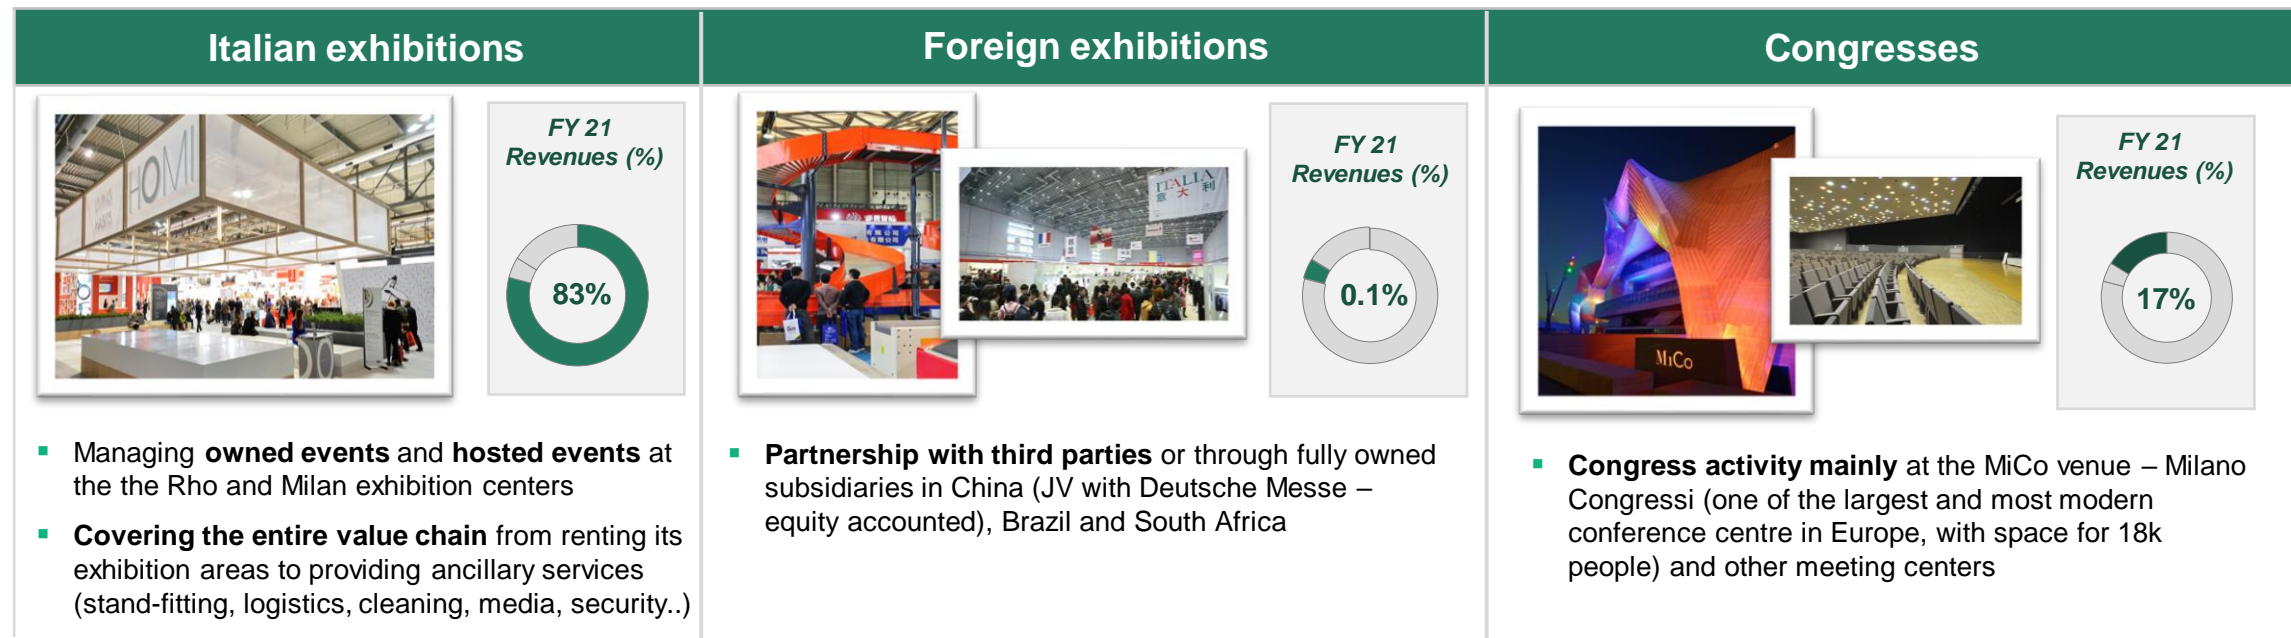 Italian exhibitions
HOMI
FY 21
Revenues (%)
83%
▪ Managing owned events and hosted events at
the the Rho and Milan exhibition centers
▪ Covering the entire value chain from renting its
exhibition areas to providing ancillary services
(stand-fitting, logistics, cleaning, media, security..)
Foreign exhibitions
ITALIA
意 大 利
FY 21
Revenues (%)
0.1%
▪ Partnership with third parties or through fully owned
subsidiaries in China (JV with Deutsche Messe –
equity accounted), Brazil and South Africa
Congresses
MiCo
FY 21
Revenues (%)
17%
▪ Congress activity mainly at the MiCo venue – Milano
Congressi (one of the largest and most modern
conference centre in Europe, with space for 18k
people) and other meeting centers